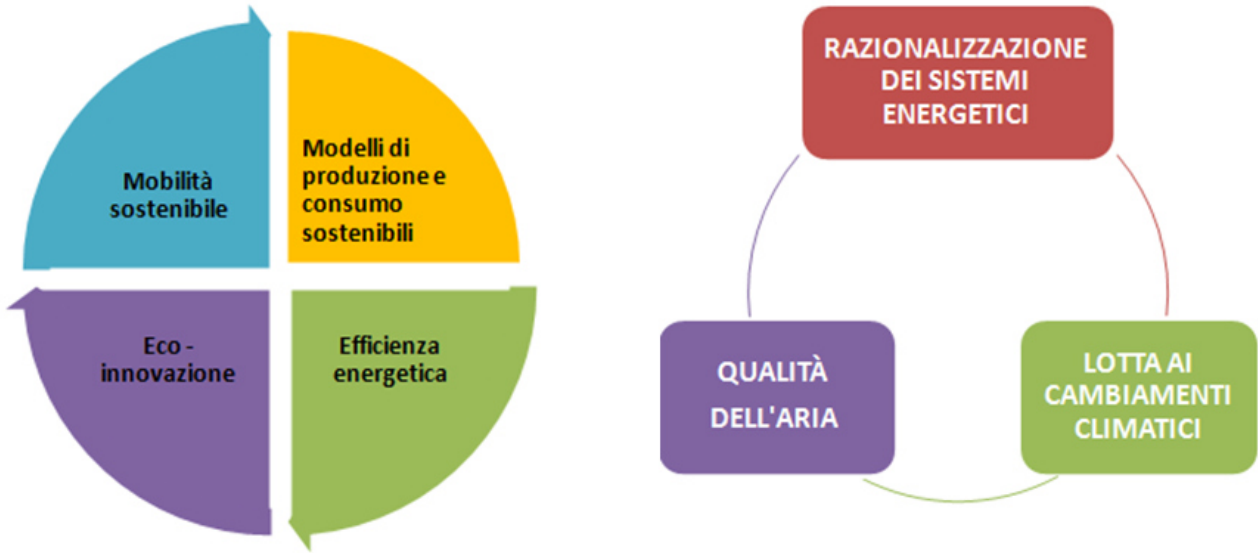 Mobilità
sostenibile
Modelli di
produzione e
consumo
sostenibili
Eco -
innovazione
Efficienza
energetica
RAZIONALIZZAZIONE
DEI SISTEMI
ENERGETICI
QUALITÀ
DELL'ARIA
LOTTA AI
CAMBIAMENTI
CLIMATICI